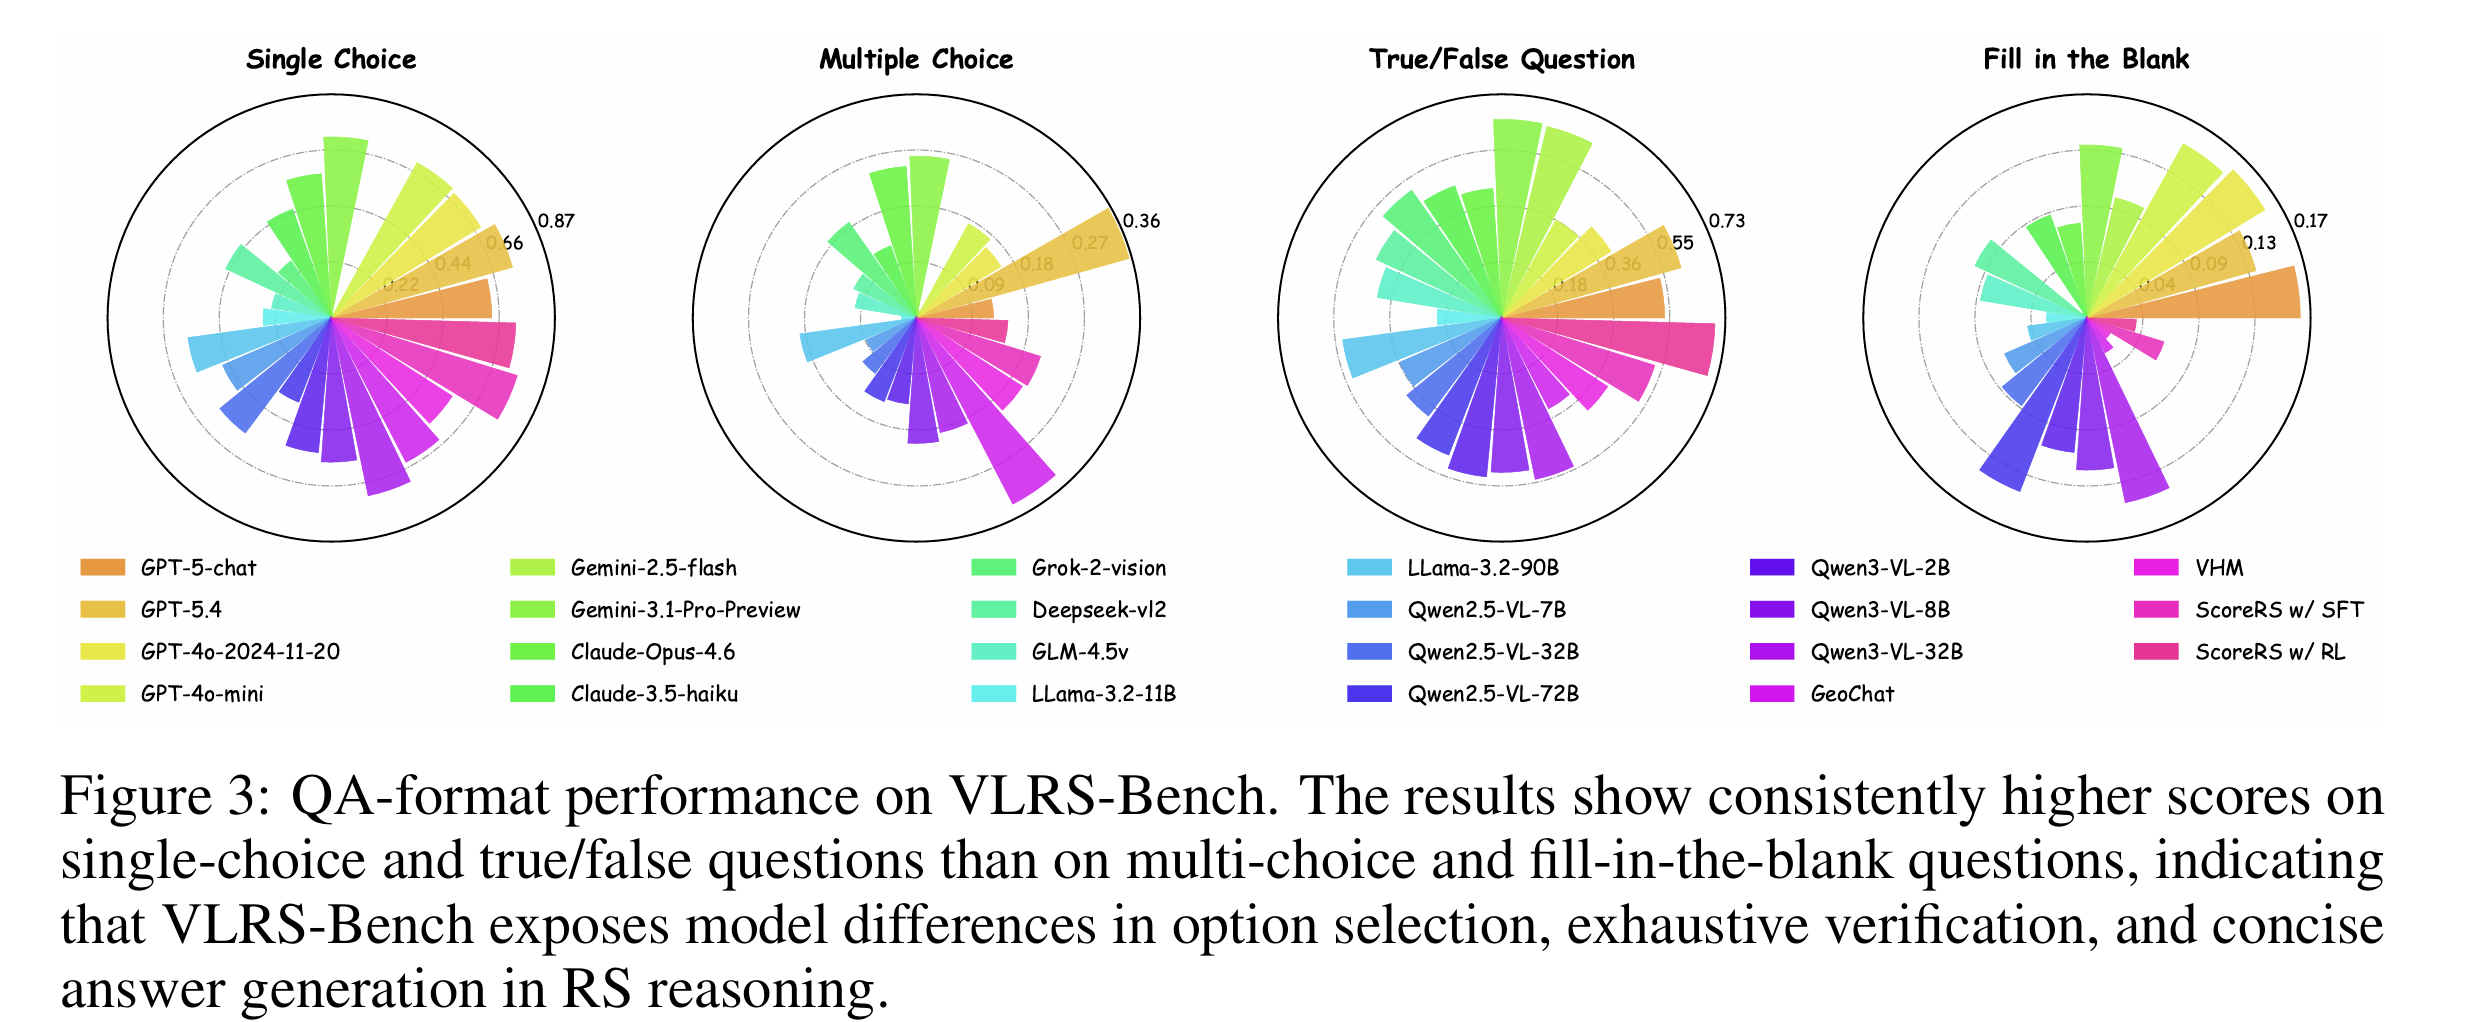 Single Choice
Multiple Choice
True/False Question
Fill in the Blank
0.87
0.66
0.44
0.22
0.36
0.27
0.18
0.09
0.73
0.55
0.36
0.18
0.17
0.13
0.09
0.04
GPT-5-chat
GPT-5.4
GPT-4o-2024-11-20
GPT-4o-mini
Gemini-2.5-flash
Gemini-3.1-Pro-Preview
Claude-Opus-4.6
Claude-3.5-haiku
Grok-2-vision
Deepseek-vl2
GLM-4.5v
LLama-3.2-11B
LLama-3.2-90B
Qwen2.5-VL-7B
Qwen2.5-VL-32B
Qwen2.5-VL-72B
Qwen3-VL-2B
Qwen3-VL-8B
Qwen3-VL-32B
GeoChat
VHM
ScoreRS w/ SFT
ScoreRS w/ RL
Figure 3: QA-format performance on VLRS-Bench. The results show consistently higher scores on
single-choice and true/false questions than on multi-choice and fill-in-the-blank questions, indicating
that VLRS-Bench exposes model differences in option selection, exhaustive verification, and concise
answer generation in RS reasoning.